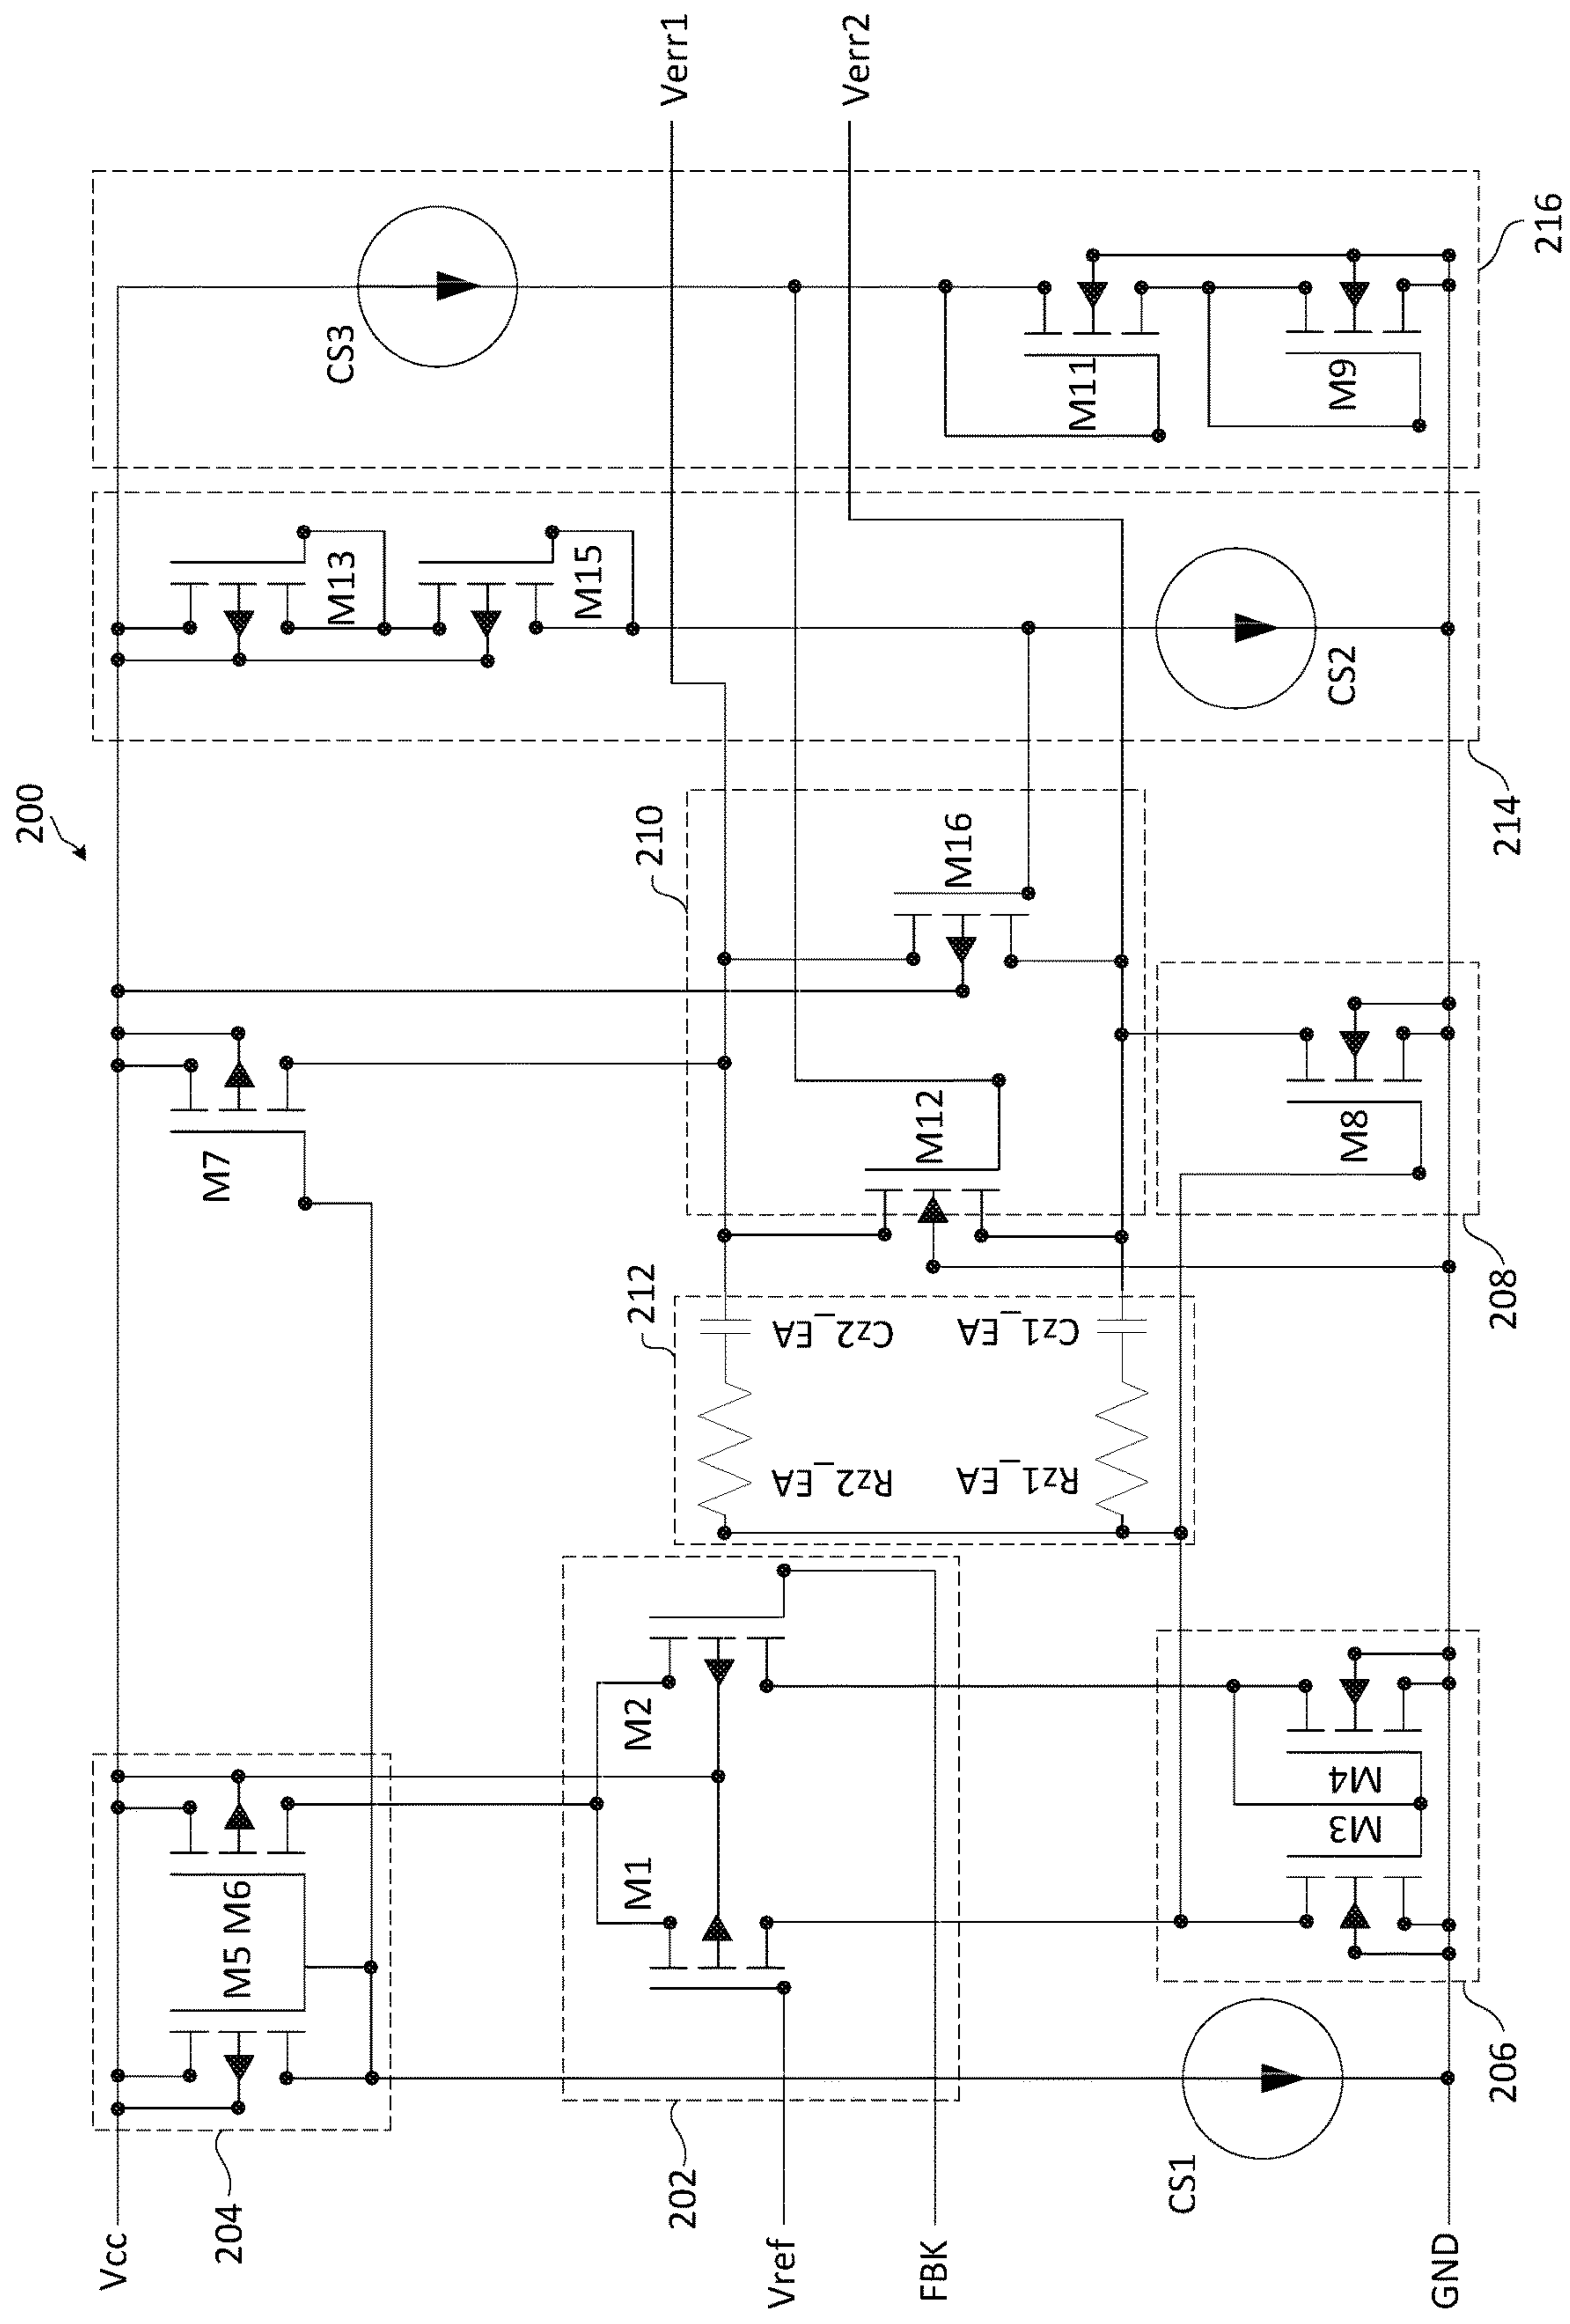 200
Vcc
204
M5 M6
M7
M13
M15
CS3
Verr1
Verr2
202
M1
M2
Vref
FBK
212
Rz2_EA
Cz2_EA
Rz1_EA
Cz1_EA
210
M12
M16
CS1
M3
M4
206
M8
208
CS2
214
M11
M9
216
GND